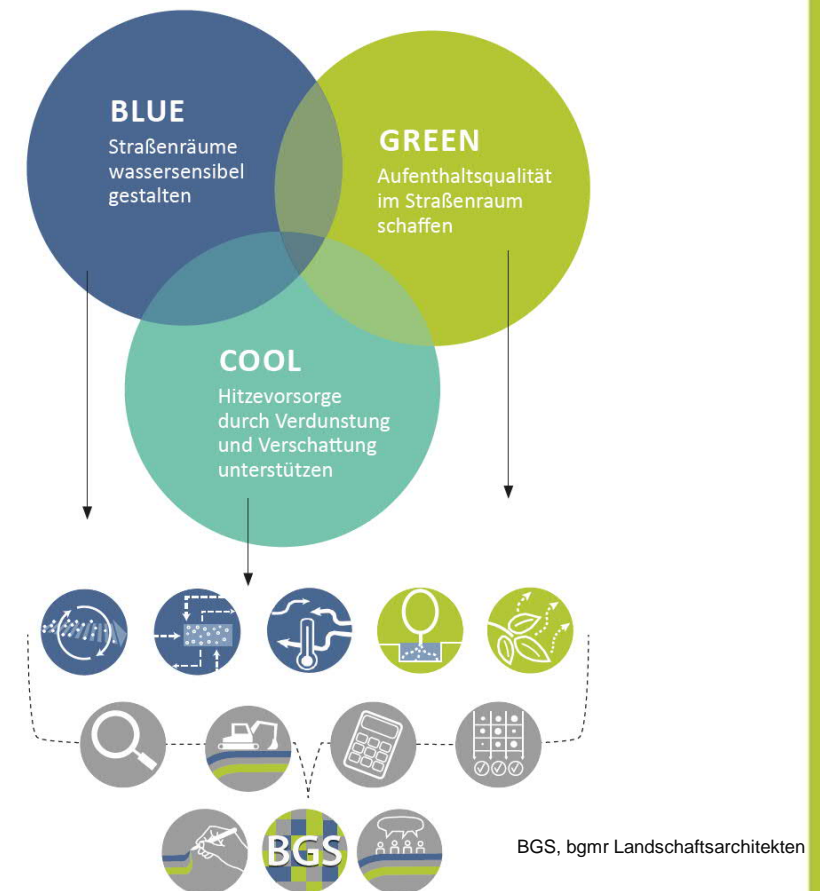 BLUE
Straßenräume
wassersensibel
gestalten
GREEN
Aufenthaltsqualität
im Straßenraum
schaffen
COOL
Hitzevorsorge
durch Verdunstung
und Verschattung
unterstützen
BGS
BGS, bgmr Landschaftsarchitekten